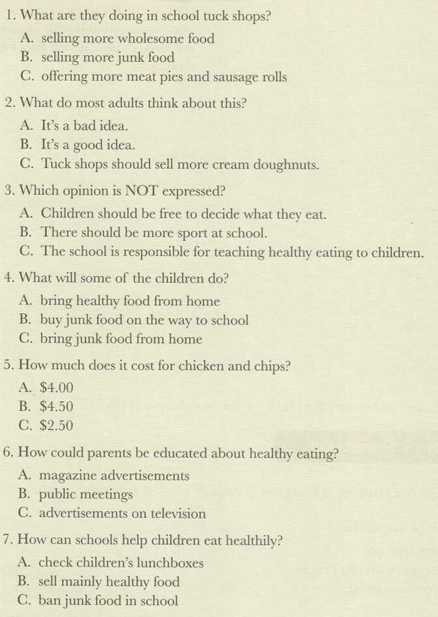 1. What are they doing in school tuck shops?
A. selling more wholesome food
B. selling more junk food
C. offering more meat pies and sausage rolls
2. What do most adults think about this?
A. It's a bad idea.
B. It's a good idea.
C. Tuck shops should sell more cream doughnuts.
3. Which opinion is NOT expressed?
A. Children should be free to decide what they eat.
B. There should be more sport at school.
C. The school is responsible for teaching healthy eating to children.
4. What will some of the children do?
A. bring healthy food from home
B. buy junk food on the way to school
C. bring junk food from home
5. How much does it cost for chicken and chips?
A. $4.00
B. $4.50
C. $2.50
6. How could parents be educated about healthy eating?
A. magazine advertisements
B. public meetings
C. advertisements on television
7. How can schools help children eat healthily?
A. check children's lunchboxes
B. sell mainly healthy food
C. ban junk food in school